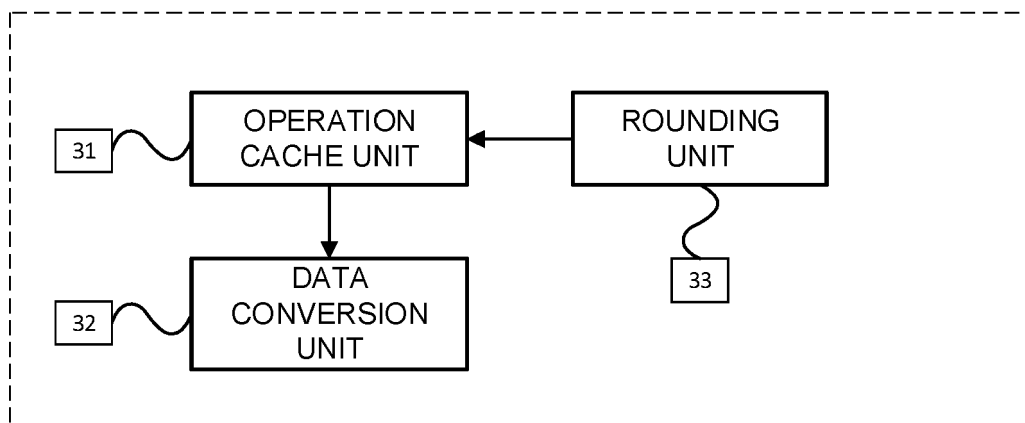 31
OPERATION
CACHE UNIT
ROUNDING
UNIT
32
DATA
CONVERSION
UNIT
33